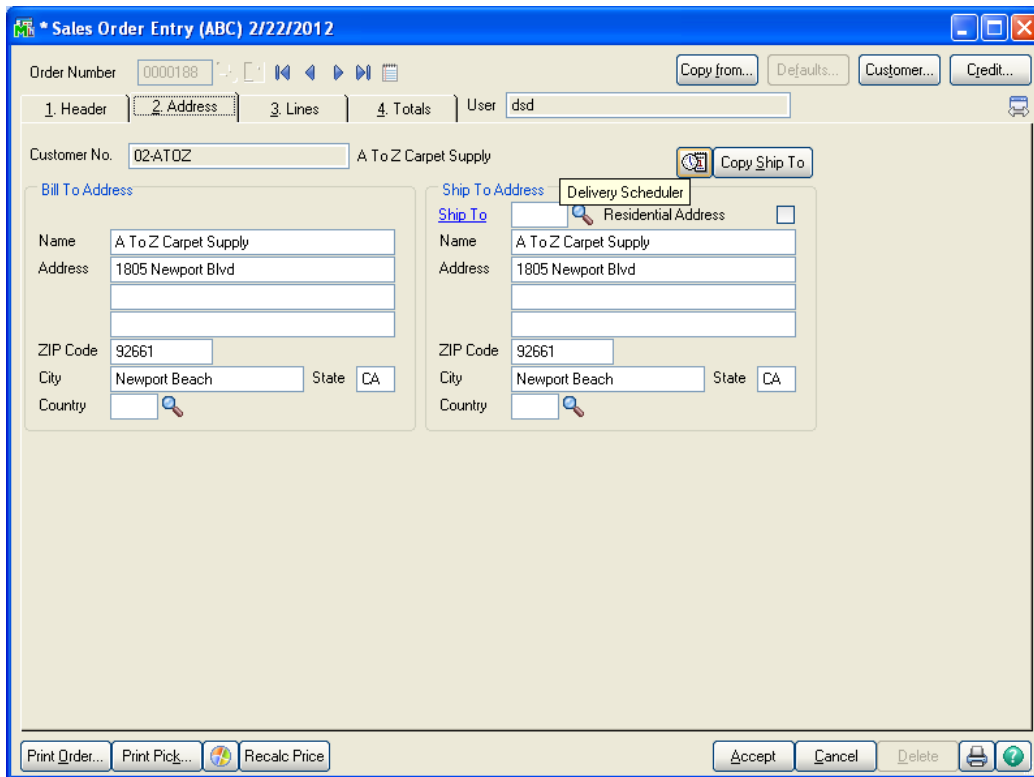 * Sales Order Entry (ABC) 2/22/2012
Order Number 0000188 Copy from... Defaults... Customer... Credit...
1. Header 2. Address 3. Lines 4. Totals User dsd
Customer No. 02-ATOZ A To Z Carpet Supply Copy Ship To
Bill To Address Ship To Address Delivery Scheduler
Ship To Residential Address
Name A To Z Carpet Supply Name A To Z Carpet Supply
Address 1805 Newport Blvd Address 1805 Newport Blvd
ZIP Code 92661 ZIP Code 92661
City Newport Beach State CA City Newport Beach State CA
Country Country
Print Order... Print Pick... Recalc Price Accept Cancel Delete